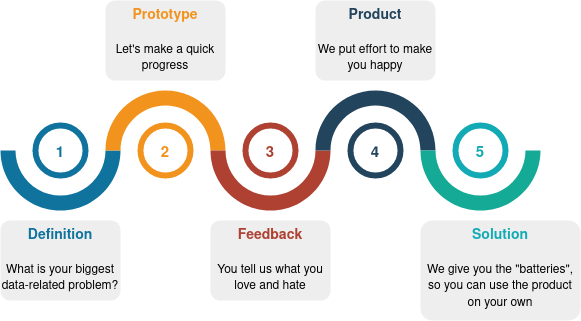 Prototype
Let's make a quick
progress
Product
We put effort to make
you happy
1
2
3
4
5
Definition
What is your biggest
data-related problem?
Feedback
You tell us what you
love and hate
Solution
We give you the "batteries",
so you can use the product
on your own